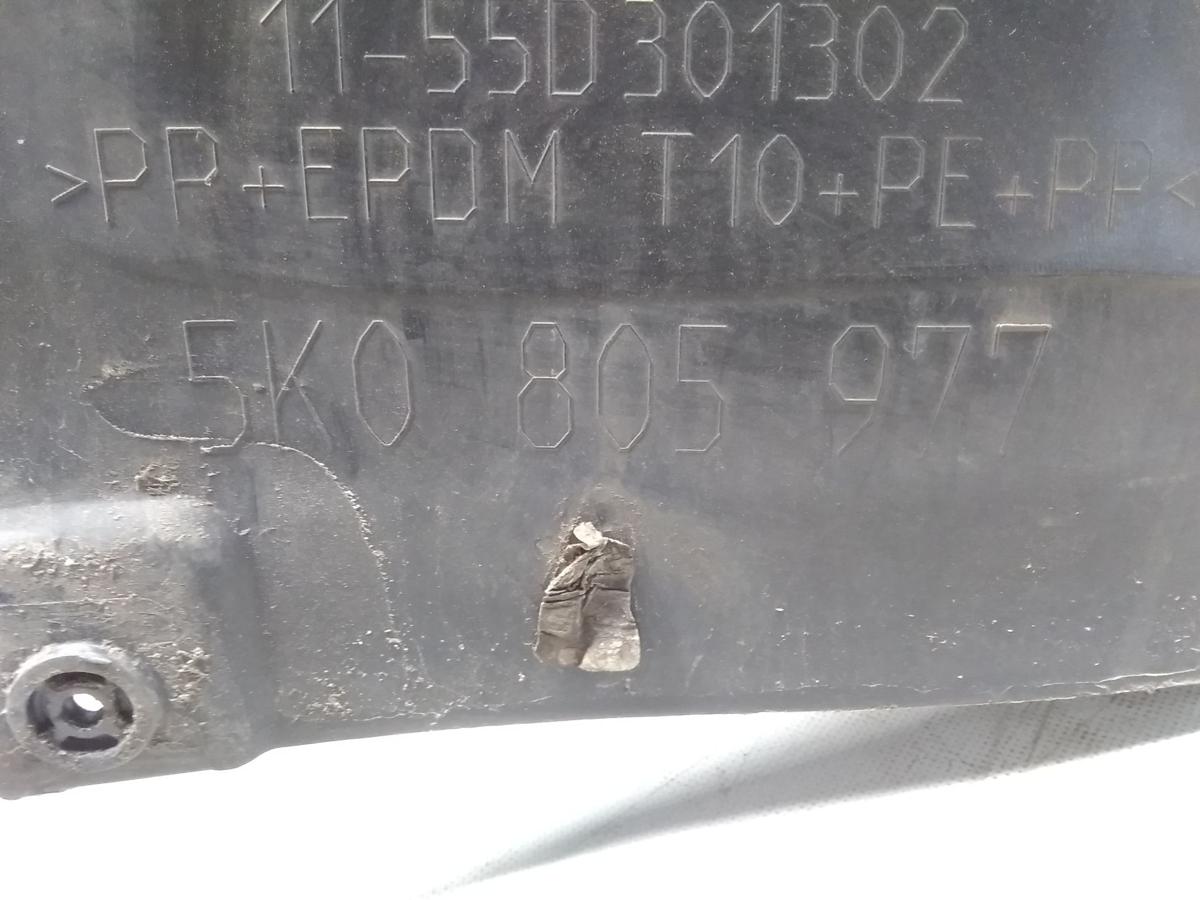 11-55D301302
>PP+EPDM T10+PE+PP<
5K0 805 977